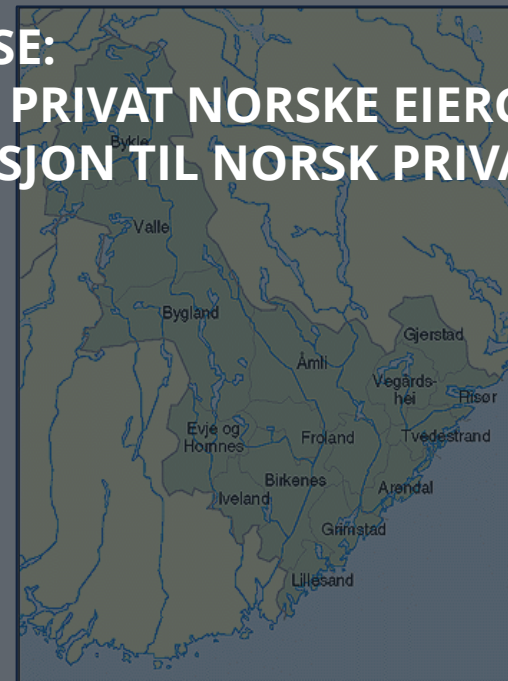 SE:
PRIVAT NORSKE EIERO
SJON TIL NORSK PRIVA
Bykle
Valle
Bygland
Gjerstad
Åmli
Vegårds-
hei
Risør
Evje og
Hornnes
Froland
Tvedestrand
Birkenes
Iveland
Arendal
Grimstad
Lillesand